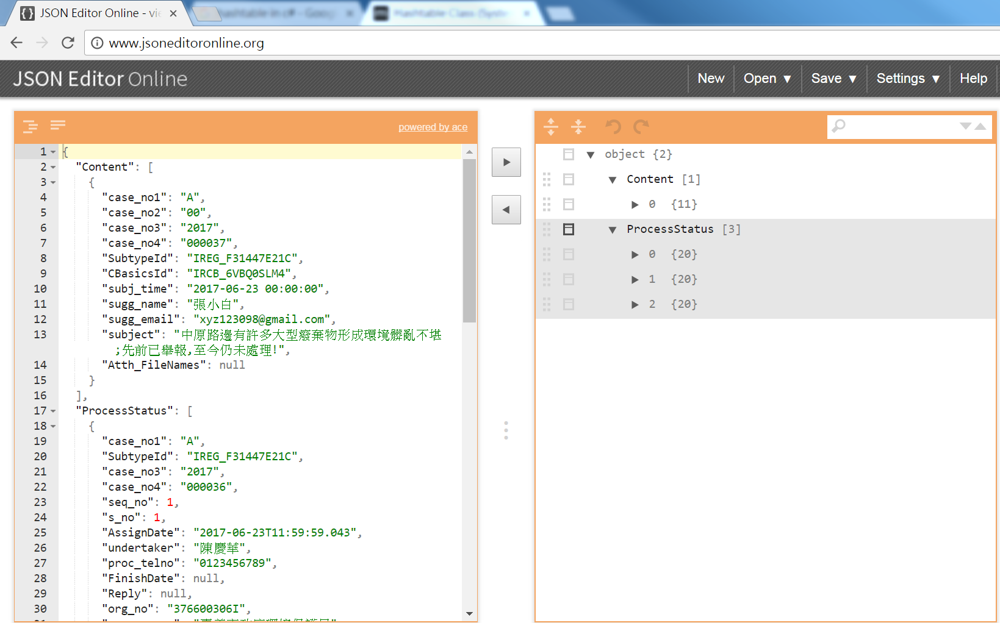 JSON Editor Online - vie
Hashtable Class (Syste
www.jsoneditoronline.org
JSON Editor Online
New
Open ▼
Save ▼
Settings ▼
Help
powered by ace
1 {
2 "Content": [
3 {
4 "case_no1": "A",
5 "case_no2": "00",
6 "case_no3": "2017",
7 "case_no4": "000037",
8 "SubtypeId": "IREG_F31447E21C",
9 "CBasicsId": "IRCB_6VBQ0SLM4",
10 "subj_time": "2017-06-23 00:00:00",
11 "sugg_name": "張小白",
12 "sugg_email": "xyz123098@gmail.com",
13 "subject": "中原路邊有許多大型廢棄物形成環境髒亂不堪
;先前已舉報,至今仍未處理!",
14 "Atth_FileNames": null
15 }
16 ],
17 "ProcessStatus": [
18 {
19 "case_no1": "A",
20 "SubtypeId": "IREG_F31447E21C",
21 "case_no3": "2017",
22 "case_no4": "000036",
23 "seq_no": 1,
24 "s_no": 1,
25 "AssignDate": "2017-06-23T11:59:59.043",
26 "undertaker": "陳慶華",
27 "proc_telno": "0123456789",
28 "FinishDate": null,
29 "Reply": null,
30 "org_no": "376600306I",
▼ object {2}
▼ Content [1]
▶ 0 {11}
▼ ProcessStatus [3]
▶ 0 {20}
▶ 1 {20}
▶ 2 {20}